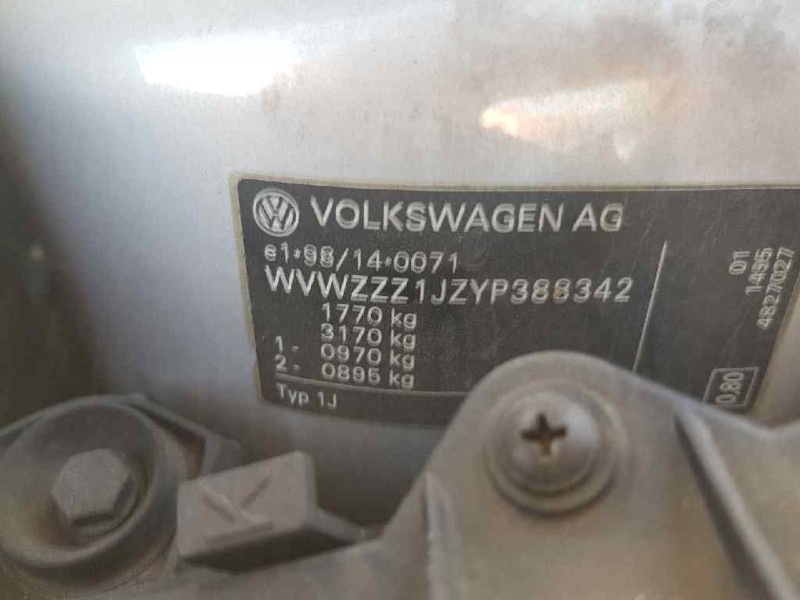 VOLKSWAGEN AG
e1*98/14*0071
WVWZZZ1JZYP388342
1770 kg
3170 kg
1- 0970 kg
2- 0895 kg
Typ 1J
01
1495
4827027
0,80
K